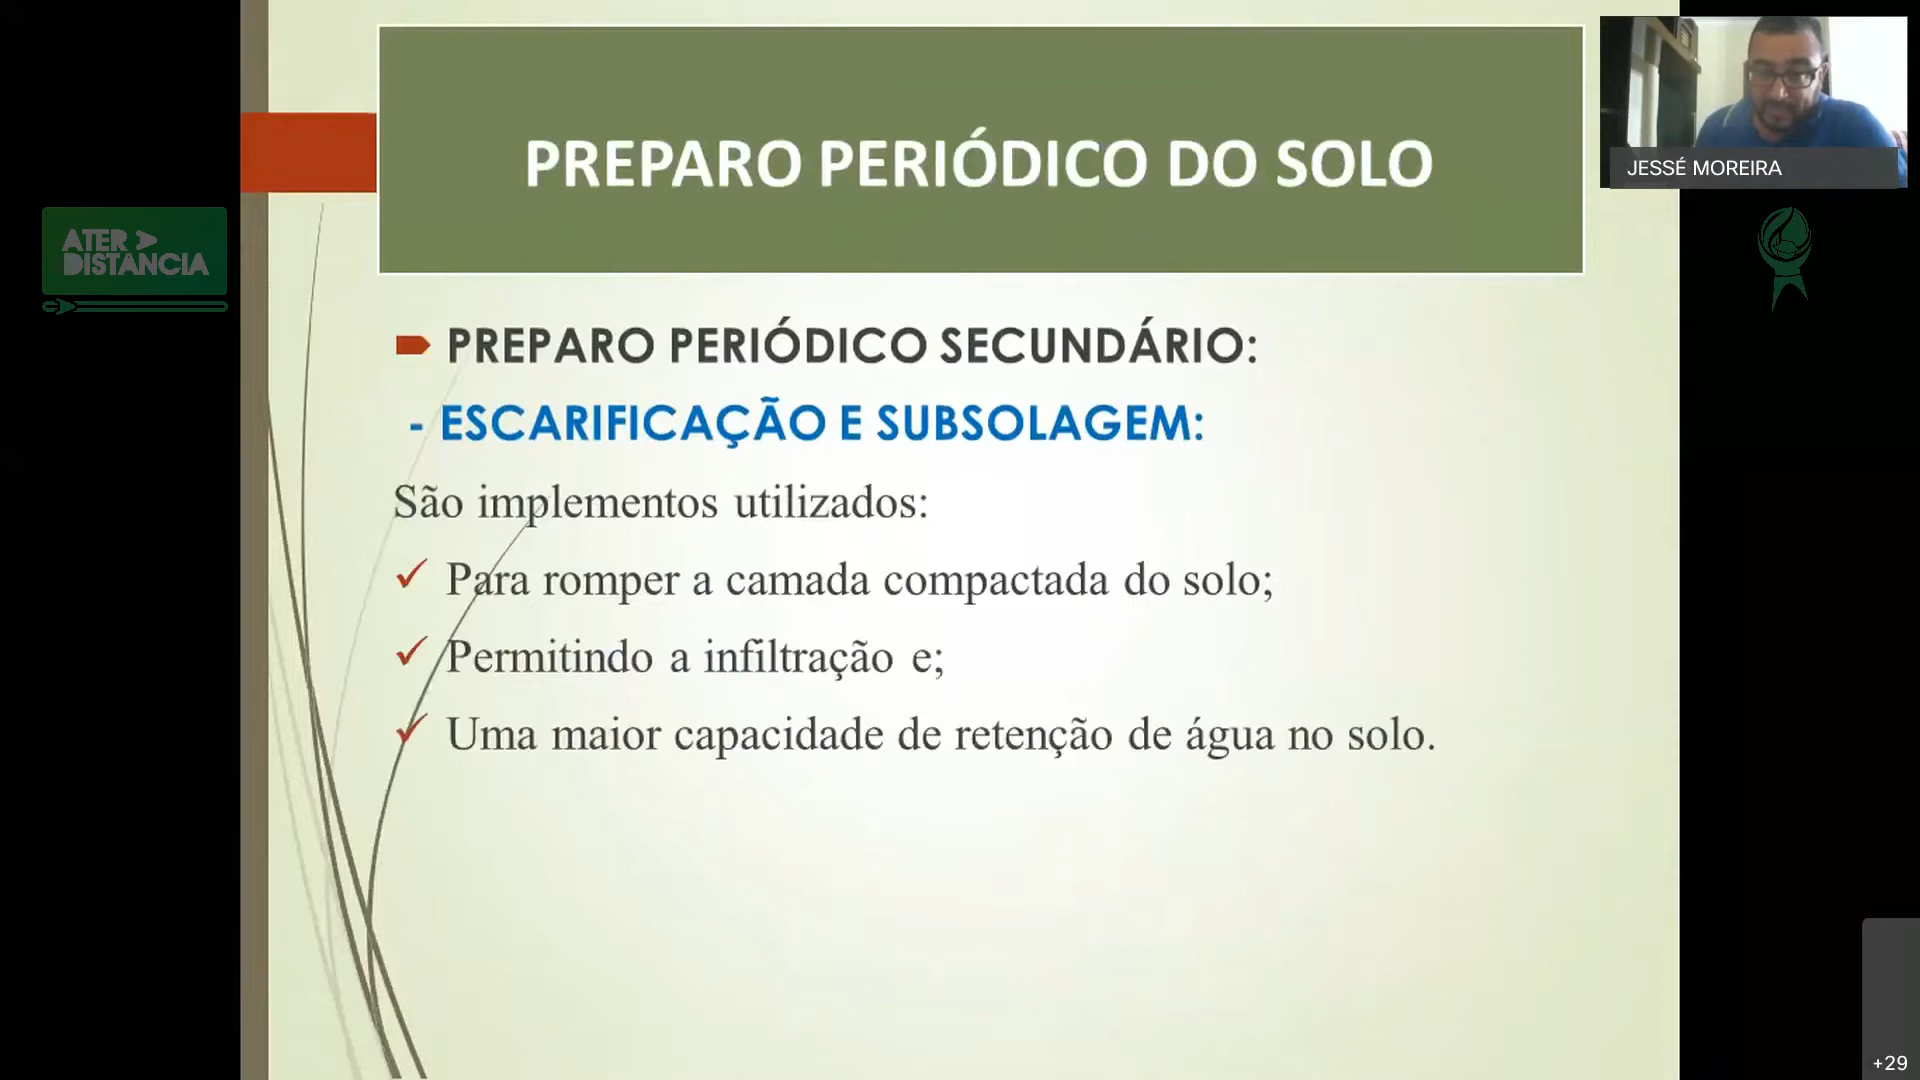 PREPARO PERIÓDICO DO SOLO
JESSÉ MOREIRA
ATER
DISTANCIA
PREPARO PERIÓDICO SECUNDÁRIO:
- ESCARIFICAÇÃO E SUBSOLAGEM:
São implementos utilizados:
Para romper a camada compactada do solo;
Permitindo a infiltração e;
Uma maior capacidade de retenção de água no solo.
+29